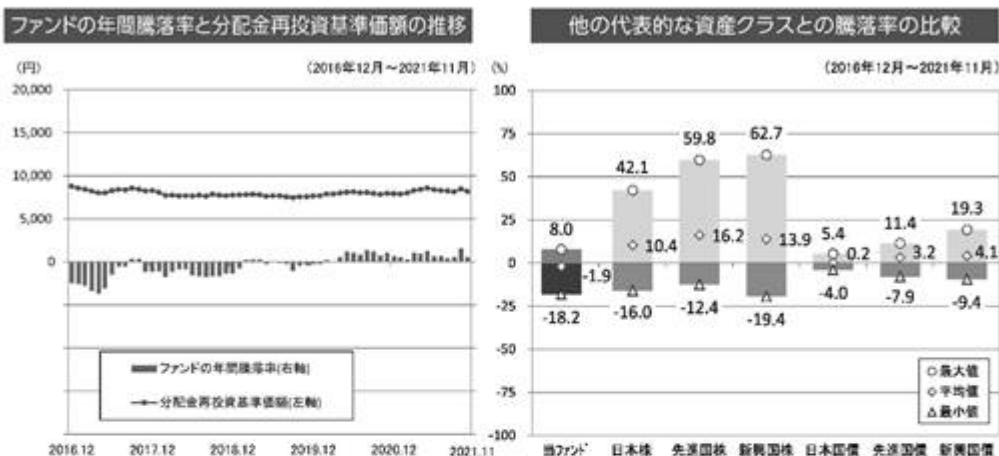 ファンドの年間騰落率と分配金再投資基準価額の推移
(円)
(2016年12月～2021年11月)
20,000
15,000
10,000
5,000
0
ファンドの年間騰落率(右軸)
分配金再投資基準価額(左軸)
2016.12 2017.12 2018.12 2019.12 2020.12 2021.11
他の代表的な資産クラスとの騰落率の比較
(%)
(2016年12月～2021年11月)
100
75
50
25
0
-25
-50
-75
-100
8.0 42.1 59.8 62.7 5.4 11.4 19.3
-1.9 10.4 16.2 13.9 0.2 3.2 4.1
-18.2 -16.0 -12.4 -19.4 -4.0 -7.9 -9.4
最大値
平均値
最小値
当ファンド 日本株 先進国株 新興国株 日本国債 先進国債 新興国債